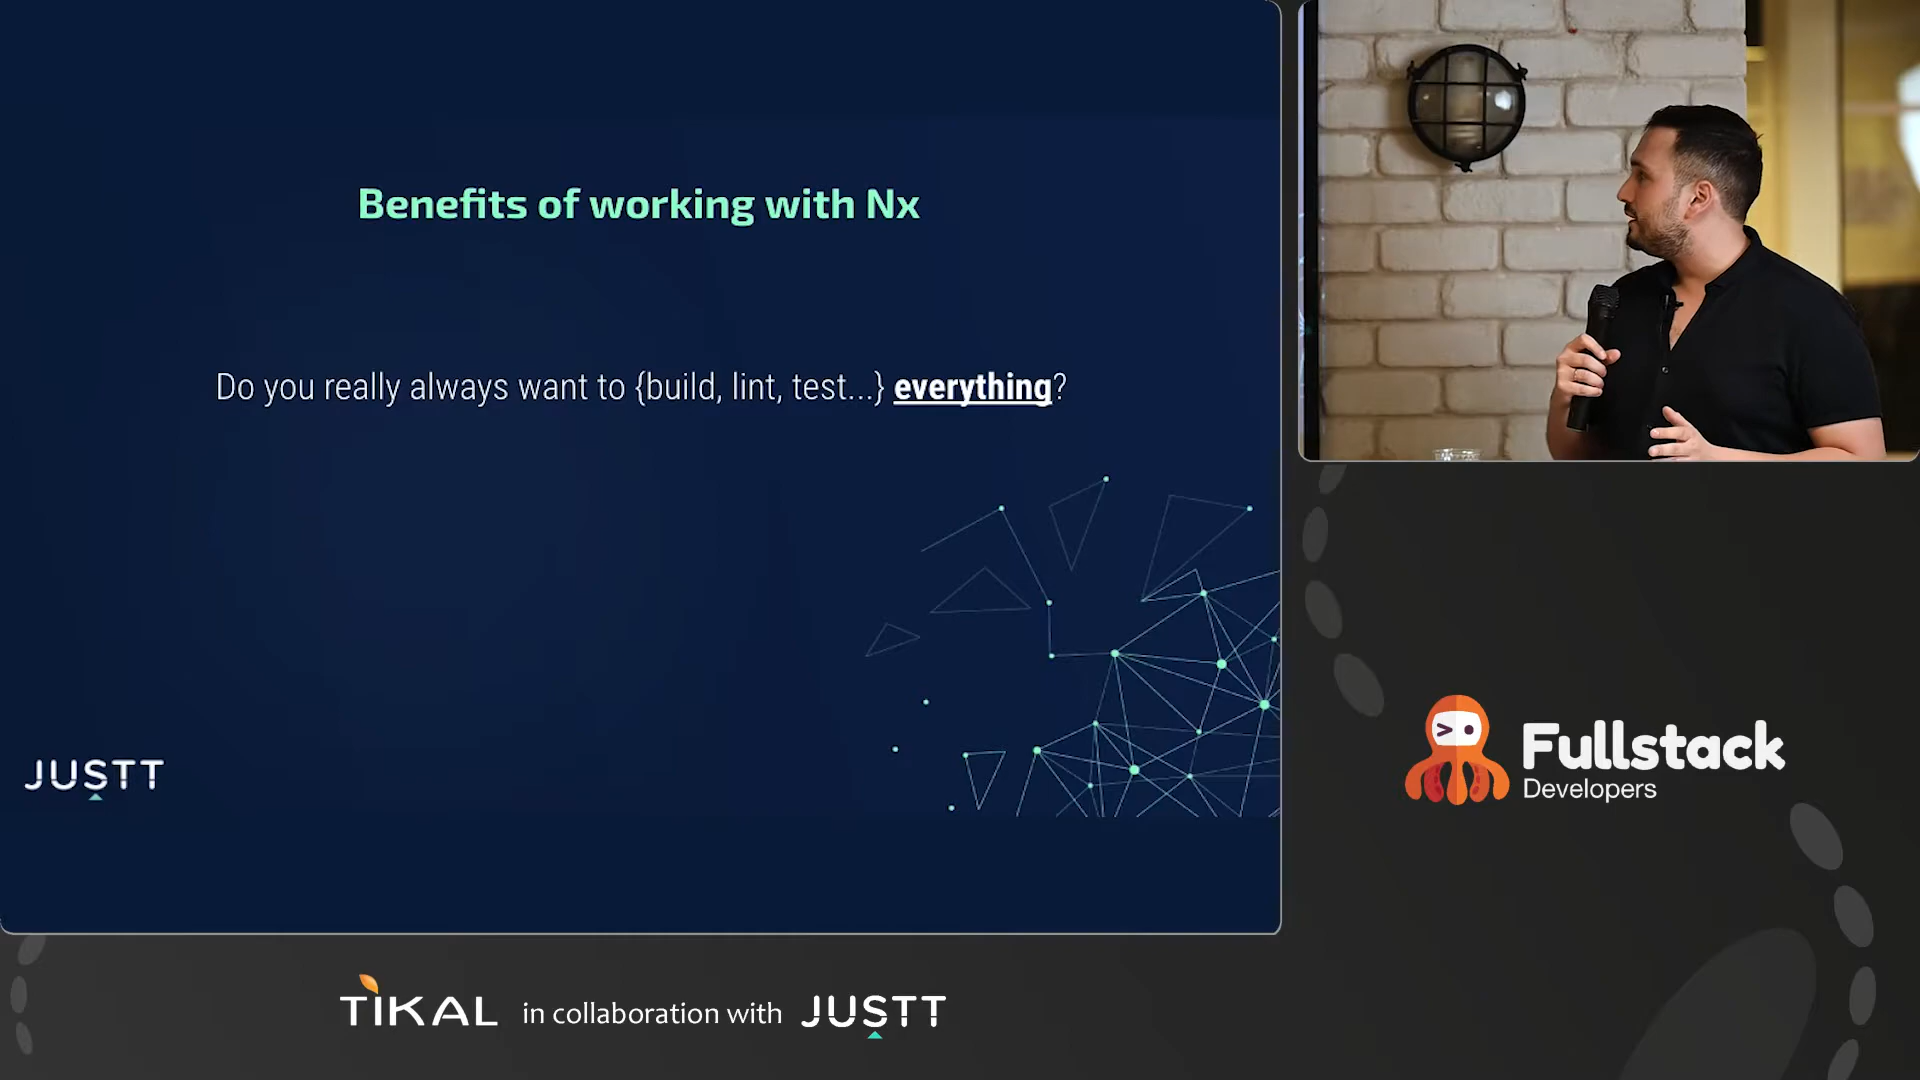 Benefits of working with Nx
Do you really always want to {build, lint, test...} everything?
JUSTT
Fullstack
Developers
TIKAL in collaboration with JUSTT